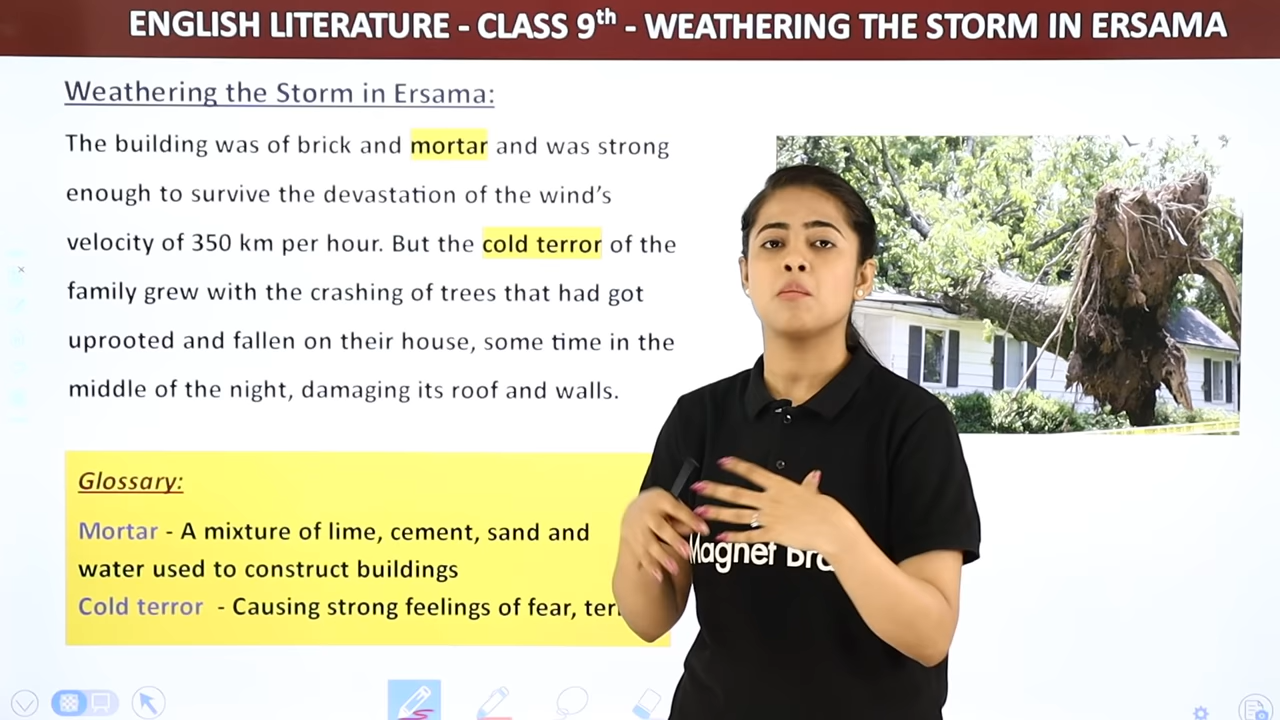 ENGLISH LITERATURE - CLASS 9th - WEATHERING THE STORM IN ERSAMA
Weathering the Storm in Ersama:
The building was of brick and mortar and was strong
enough to survive the devastation of the wind's
velocity of 350 km per hour. But the cold terror of the
family grew with the crashing of trees that had got
uprooted and fallen on their house, some time in the
middle of the night, damaging its roof and walls.
Glossary:
Mortar - A mixture of lime, cement, sand and
water used to construct buildings
Cold terror - Causing strong feelings of fear,
Magnet